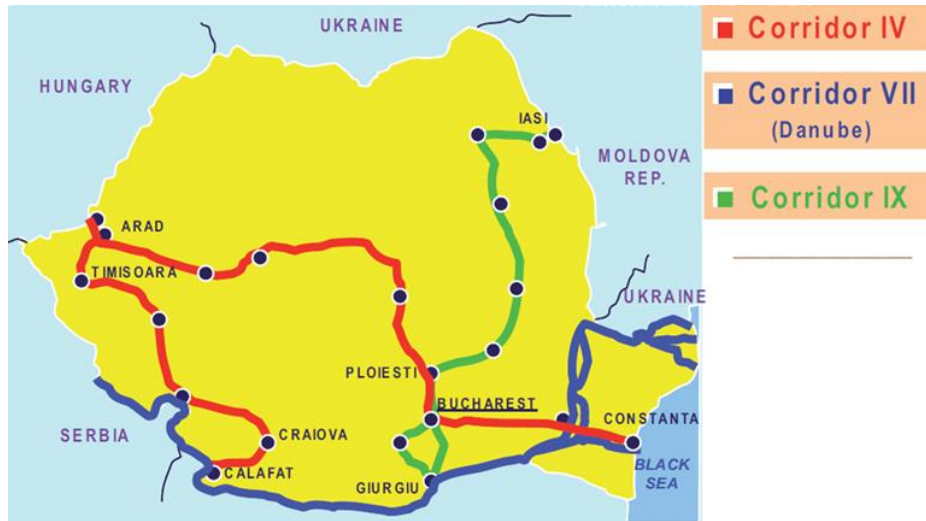 UKRAINE
HUNGARY
IASI
MOLDOVA
REP.
ARAD
TIMISOARA
UKRAINE
PLOIESTI
BUCHAREST
CONSTANTA
SERBIA
CRAIOVA
CALAFAT
GIURGIU
BLACK
SEA
Corridor IV
Corridor VII
(Danube)
Corridor IX